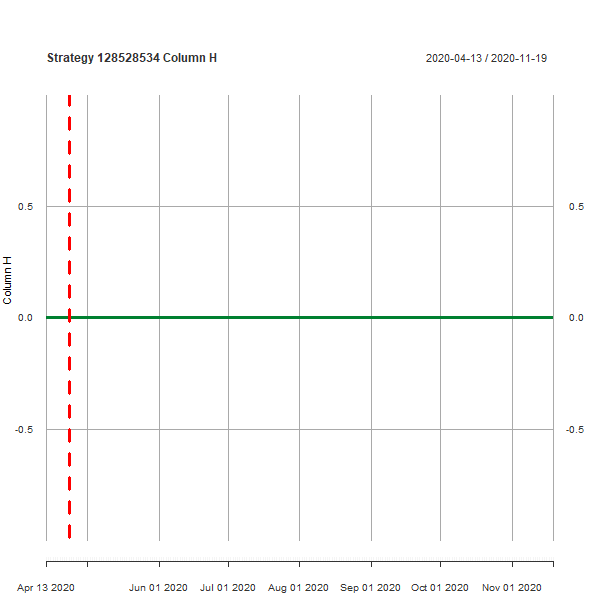 Strategy 128528534 Column H
2020-04-13 / 2020-11-19
0.5
0.5
Column H
0.0
0.0
-0.5
-0.5
Apr 13 2020
Jun 01 2020
Jul 01 2020
Aug 01 2020
Sep 01 2020
Oct 01 2020
Nov 01 2020